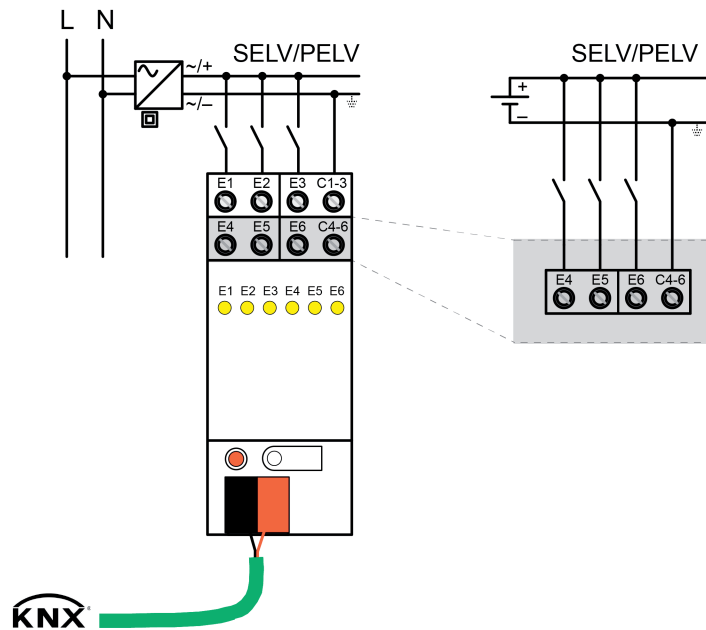 L N
SELV/PELV
~/+
~/–
E1 E2 E3 C1-3
E4 E5 E6 C4-6
E1 E2 E3 E4 E5 E6
KNX®
SELV/PELV
+
–
E4 E5 E6 C4-6